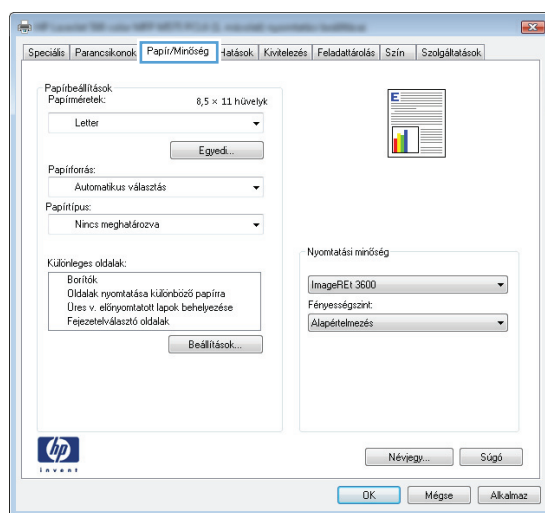 Speciális Parancsikonok Papír/Minőség Hatások Kivitelezés Feladattárolás Szín Szolgáltatások
Papírbeállítások
Papírméretek: 8,5 × 11 hüvelyk
Letter
Egyedi...
Papírforrás:
Automatikus választás
Papírtípus:
Nincs meghatározva
Különleges oldalak:
Borítók
Oldalak nyomtatása különböző papírra
Üres v. előnyomtatott lapok behelyezése
Fejezetelválasztó oldalak
Beállítások...
E
Nyomtatási minőség
ImageREt 3600
Fényességszint:
Alapértelmezés
hp
invent
Névjegy... Súgó
OK Mégse Alkalmaz